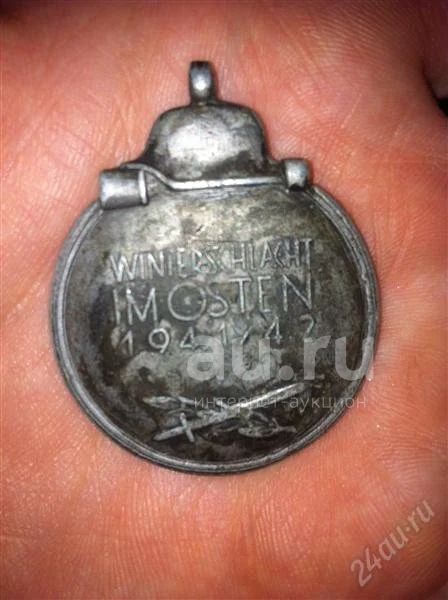 WINTERSCHLACHT
IM OSTEN
1941/42
au.ru
интернет-аукцион
24au.ru